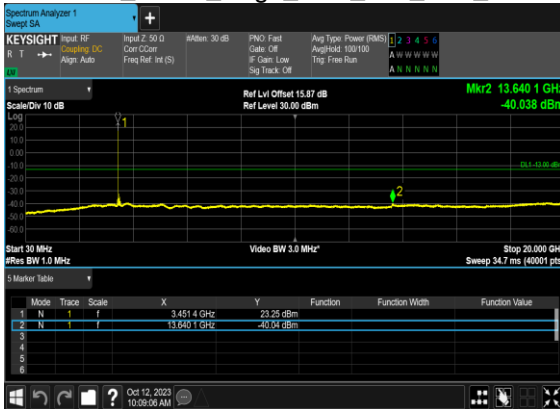 Spectrum Analyzer 1
Swept SA
KEYSIGHT Input: RF Input Z: 50 Ω #Atten: 30 dB PNO: Fast Avg Type: Power (RMS) 1 2 3 4 5 6
R T Coupling: DC Corr CCorr Gate: Off Avg|Hold: 100/100 A W W W W W
Align: Auto Freq Ref: Int (S) IF Gain: Low Trig: Free Run
LXI Sig Track: Off A N N N N N
1 Spectrum Ref Lvl Offset 15.87 dB Mkr2 13.640 1 GHz
Scale/Div 10 dB Ref Level 30.00 dBm -40.038 dBm
Log
20.0 1
10.0
0.00
-10.0 DL1 -13.00 dBm
-20.0
-30.0 2
-40.0
-50.0
-60.0
Start 30 MHz Video BW 3.0 MHz* Stop 20.000 GHz
#Res BW 1.0 MHz Sweep 34.7 ms (40001 pts)
5 Marker Table
Mode Trace Scale X Y Function Function Width Function Value
1 N 1 f 3.451 4 GHz 23.25 dBm
2 N 1 f 13.640 1 GHz -40.04 dBm
3
4
5
6
? Oct 12, 2023
10:09:06 AM